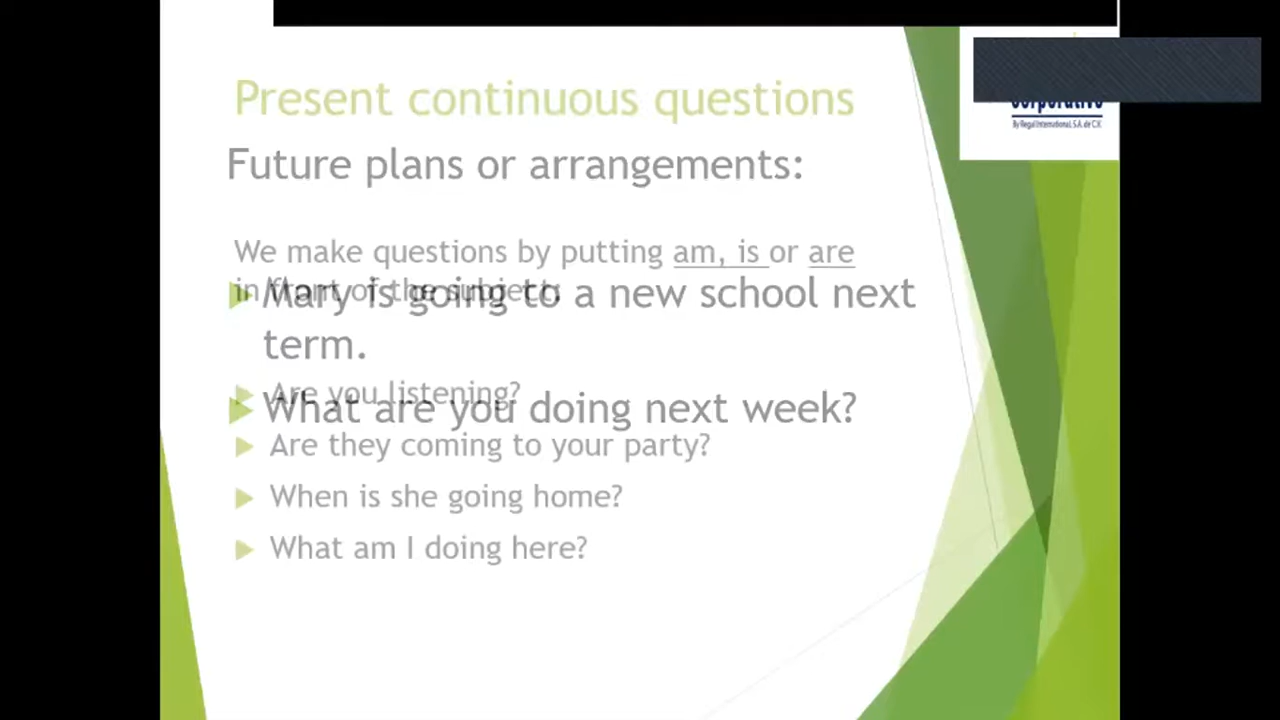 Present continuous questions
Future plans or arrangements:
We make questions by putting am, is or are
in front of the subject:
Mary is going to a new school next
term.
Are you listening?
What are you doing next week?
Are they coming to your party?
When is she going home?
What am I doing here?
By Regal International, S.A. de C.V.